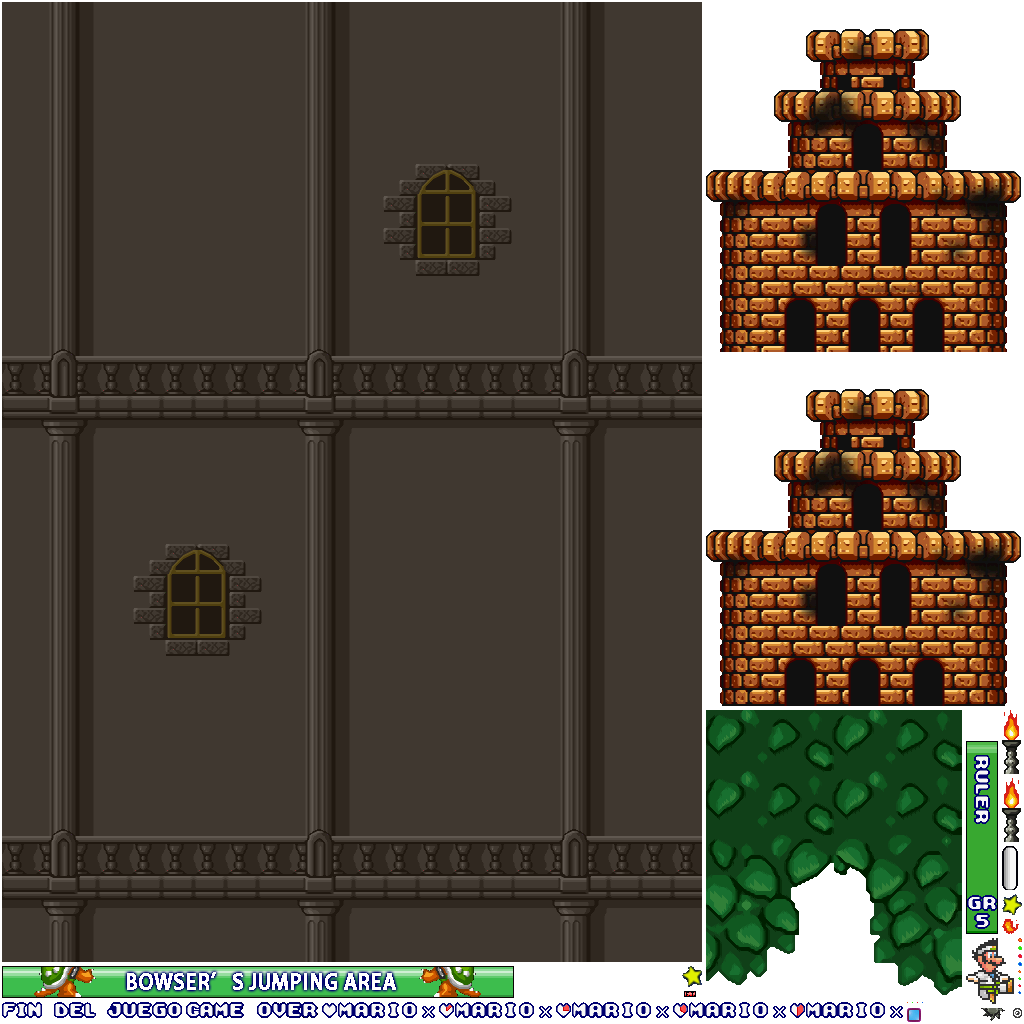 RULER
GR
5
BOWSER' S JUMPING AREA
FIN DEL JUEGO GAME OVER ♥MARIO× ♥MARIO× ♥MARIO× ♥MARIO× ♥MARIO×